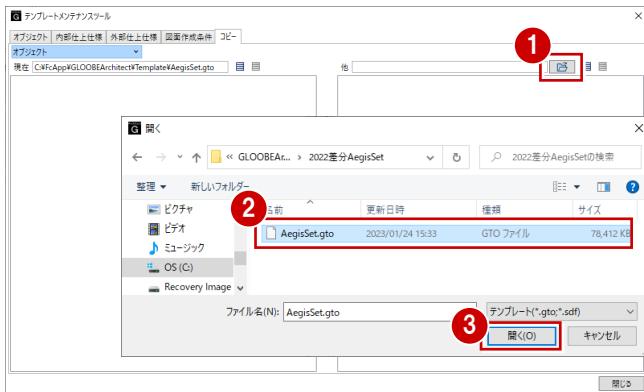 テンプレートメンテナンスツール
オブジェクト 内部仕上仕様 外部仕上仕様 図面作成条件 コピー
オブジェクト
現在 C:¥FcApp¥GLOOBEArchitect¥Template¥AegisSet.gto 他
1
開く
« GLOOBEAr... › 2022差分AegisSet 2022差分AegisSetの検索
整理 新しいフォルダー
ピクチャ 2 名前 更新日時 種類 サイズ
ビデオ AegisSet.gto 2023/01/24 15:33 GTO ファイル 78,412 KB
ミュージック
OS (C:)
Recovery Image
ファイル名(N): AegisSet.gto テンプレート(*.gto;*.sdf)
3 開く(O) キャンセル
閉じる